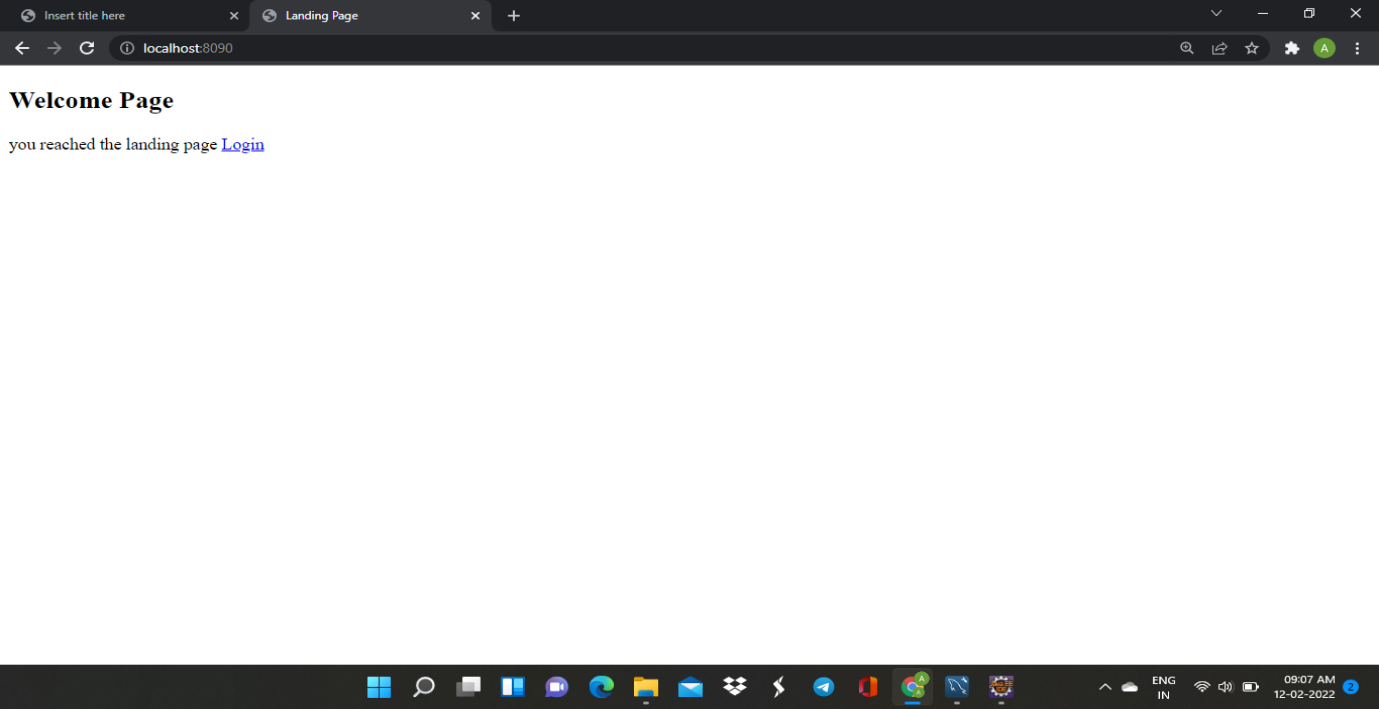 Insert title here
Landing Page
localhost:8090
A
Welcome Page
you reached the landing page Login
A
ENG
IN
09:07 AM
12-02-2022
2